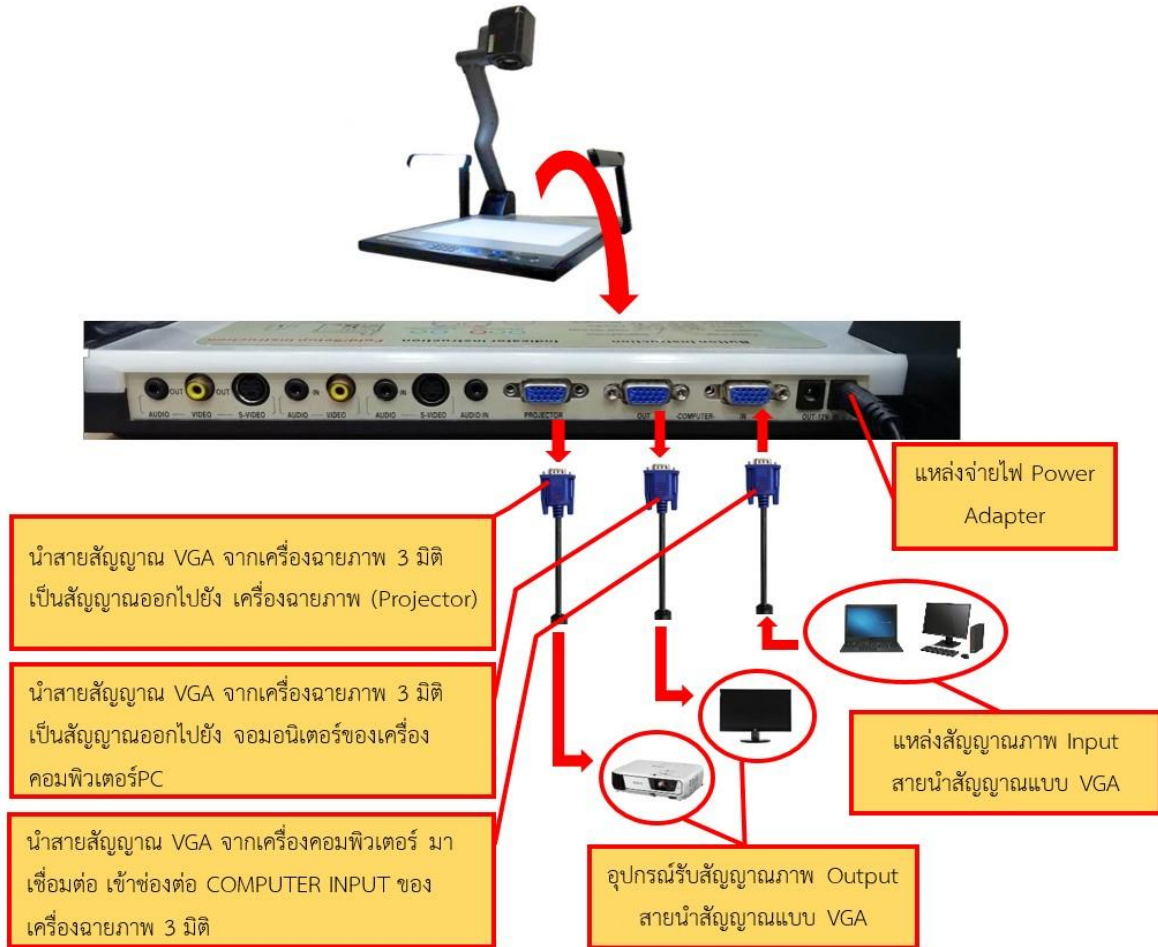 Button Instruction
Indicator Instruction
Fold/Setup Instruction
OUT OUT IN IN
AUDIO VIDEO S-VIDEO AUDIO VIDEO AUDIO S-VIDEO AUDIO IN PROJECTOR OUT -COMPUTER- IN OUT-12V-
แหล่งจ่ายไฟ Power
Adapter
นำสายสัญญาณ VGA จากเครื่องฉายภาพ 3 มิติ
เป็นสัญญาณออกไปยัง เครื่องฉายภาพ (Projector)
นำสายสัญญาณ VGA จากเครื่องฉายภาพ 3 มิติ
เป็นสัญญาณออกไปยัง จอมอนิเตอร์ของเครื่อง
คอมพิวเตอร์PC
แหล่งสัญญาณภาพ Input
สายนำสัญญาณแบบ VGA
นำสายสัญญาณ VGA จากเครื่องคอมพิวเตอร์ มา
เชื่อมต่อ เข้าช่องต่อ COMPUTER INPUT ของ
เครื่องฉายภาพ 3 มิติ
อุปกรณ์รับสัญญาณภาพ Output
สายนำสัญญาณแบบ VGA